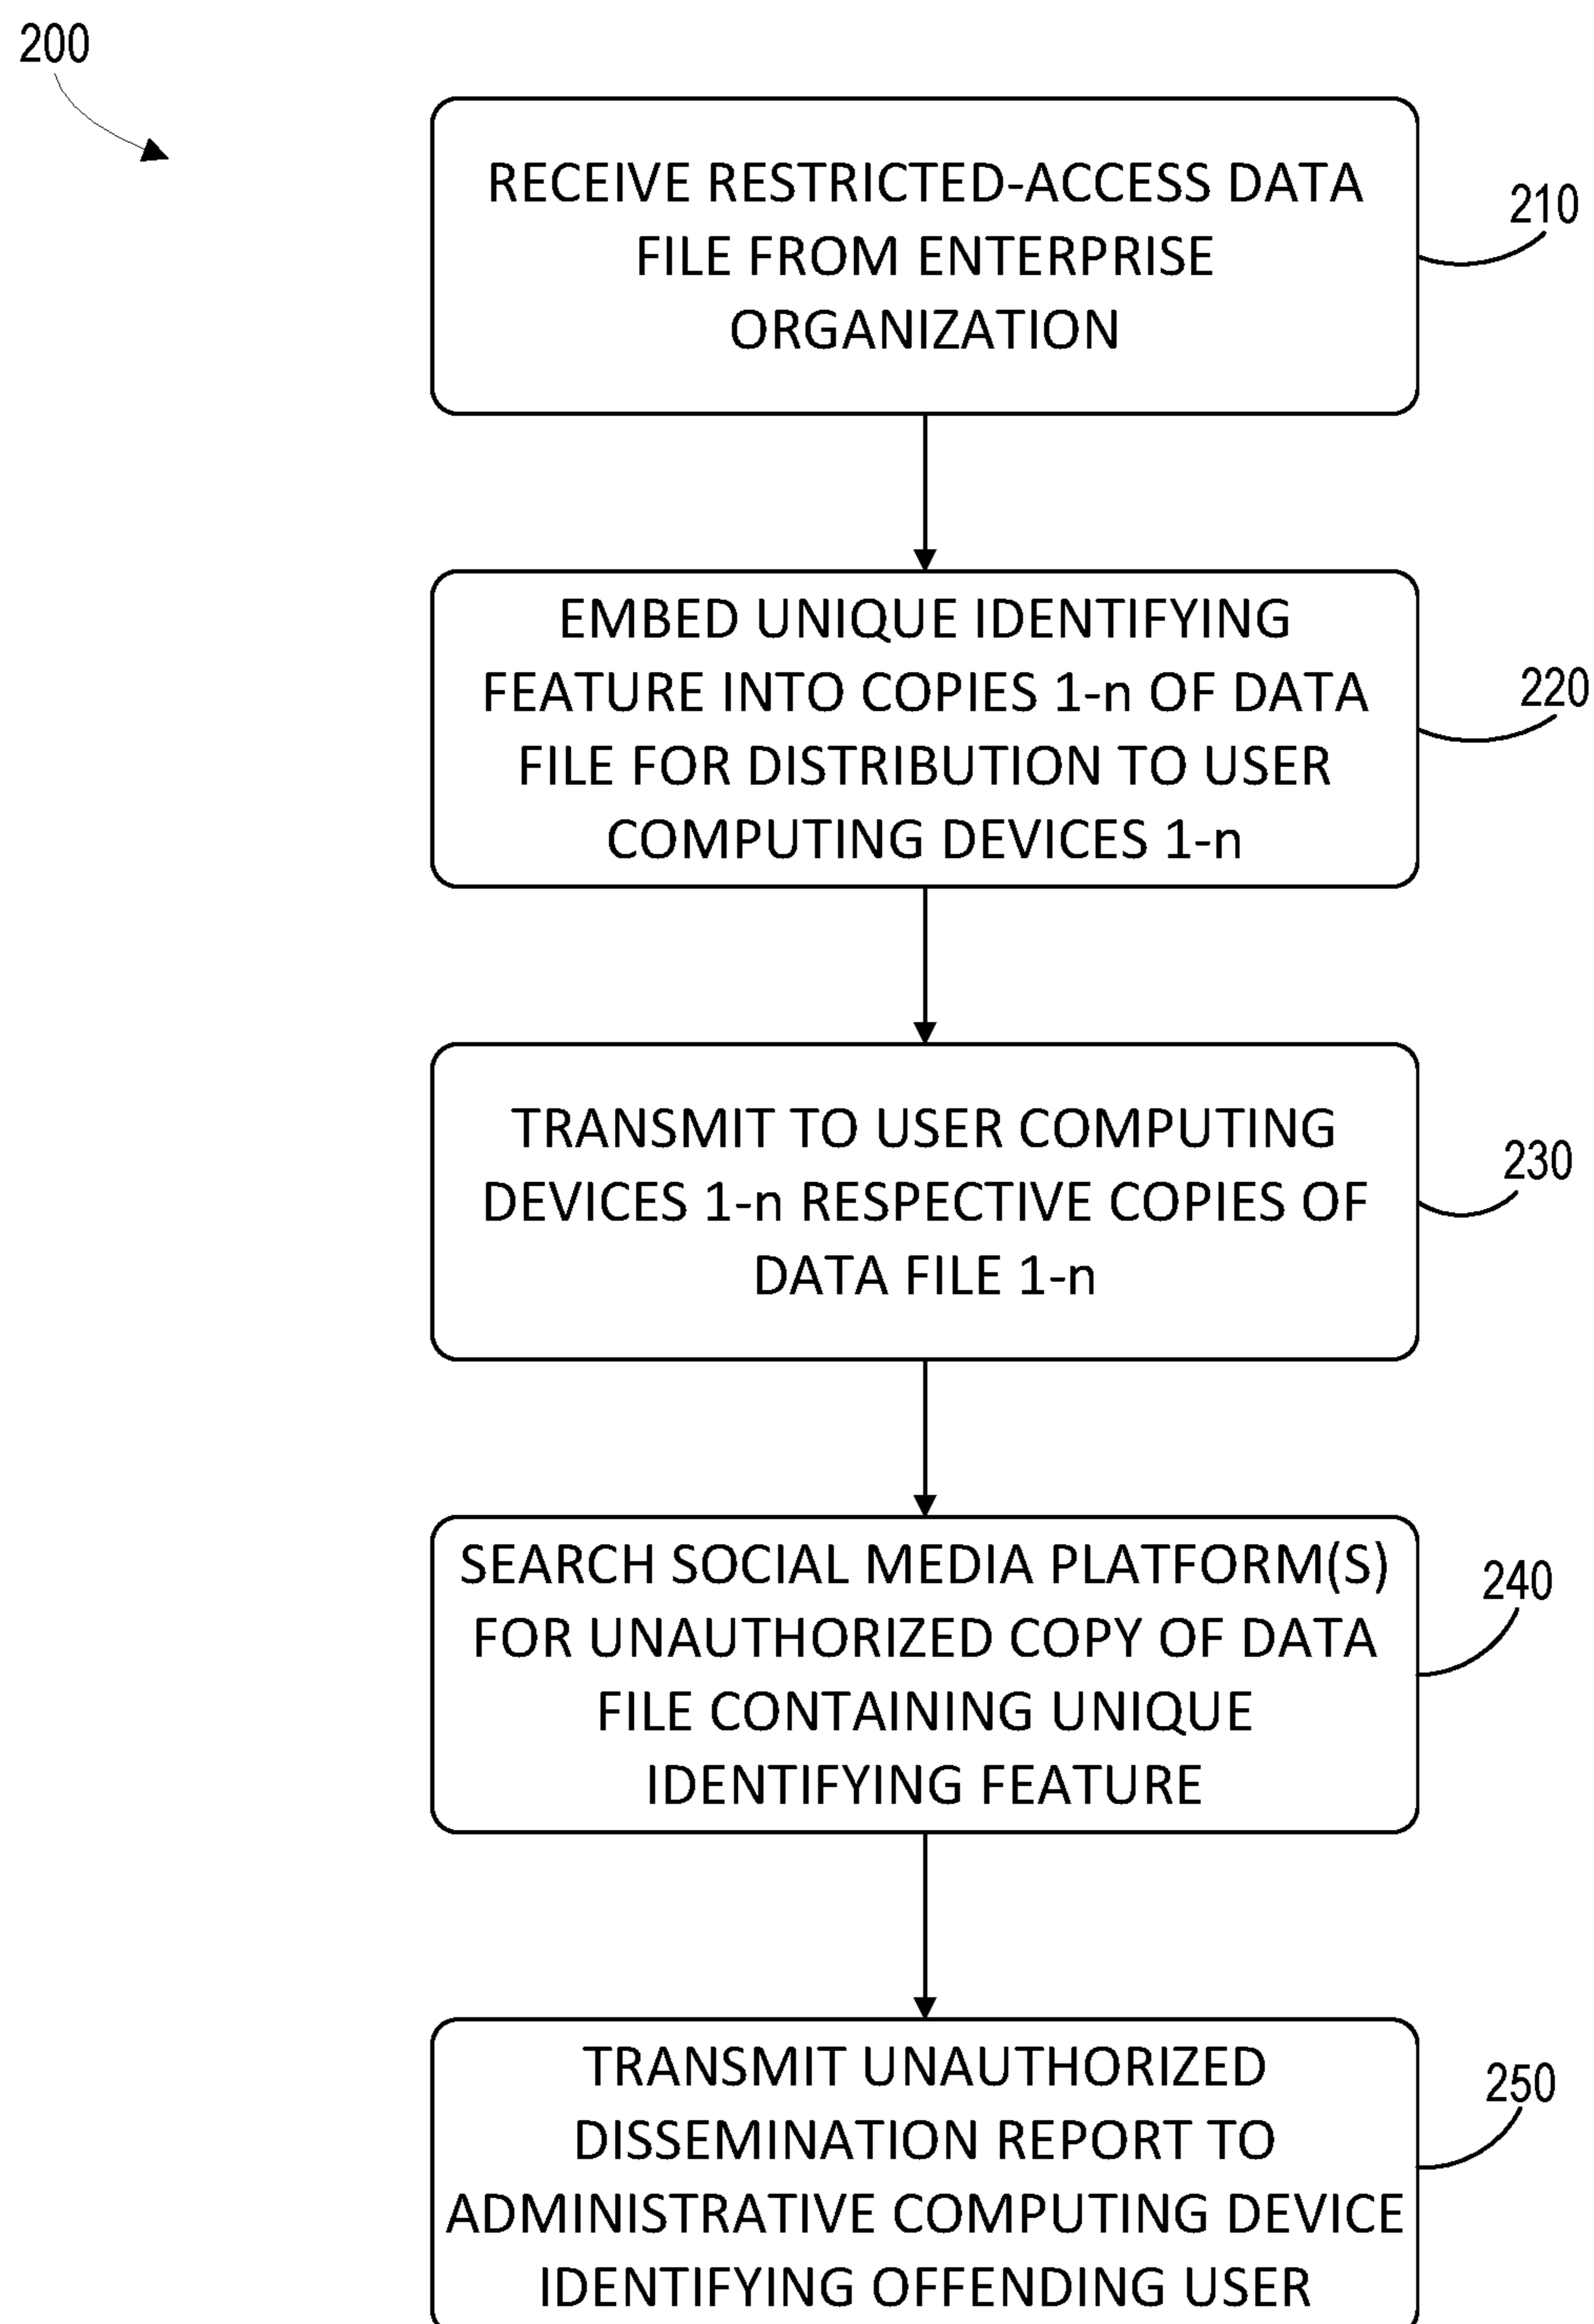 200
RECEIVE RESTRICTED-ACCESS DATA
FILE FROM ENTERPRISE
ORGANIZATION
210
EMBED UNIQUE IDENTIFYING
FEATURE INTO COPIES 1-n OF DATA
FILE FOR DISTRIBUTION TO USER
COMPUTING DEVICES 1-n
220
TRANSMIT TO USER COMPUTING
DEVICES 1-n RESPECTIVE COPIES OF
DATA FILE 1-n
230
SEARCH SOCIAL MEDIA PLATFORM(S)
FOR UNAUTHORIZED COPY OF DATA
FILE CONTAINING UNIQUE
IDENTIFYING FEATURE
240
TRANSMIT UNAUTHORIZED
DISSEMINATION REPORT TO
ADMINISTRATIVE COMPUTING DEVICE
IDENTIFYING OFFENDING USER
250